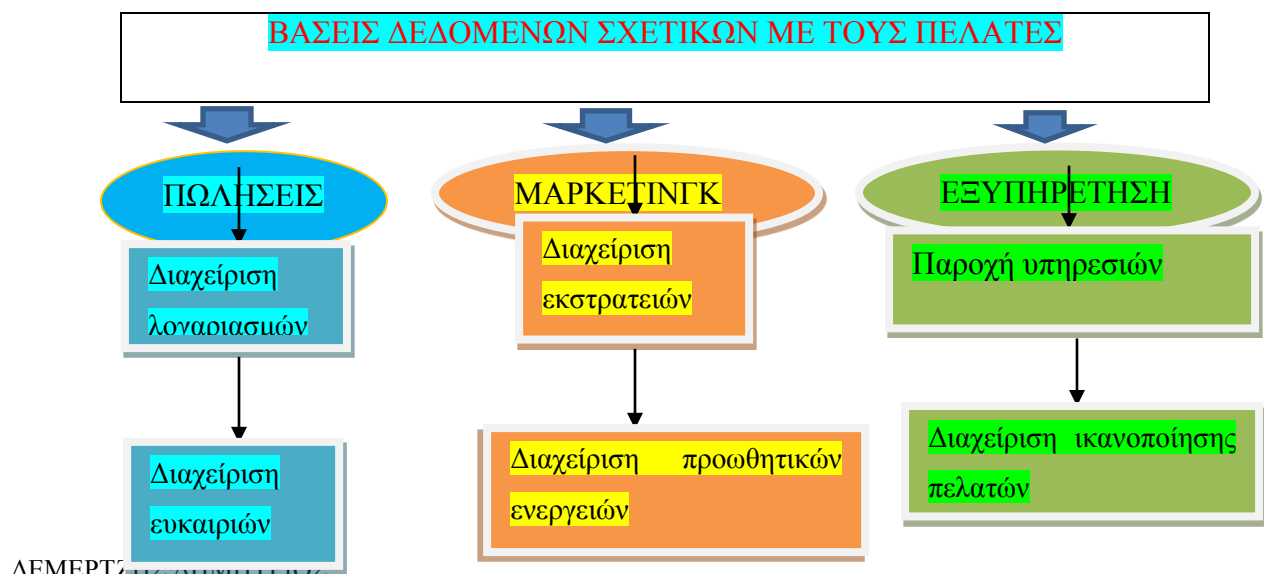 ΒΑΣΕΙΣ ΔΕΔΟΜΕΝΩΝ ΣΧΕΤΙΚΩΝ ΜΕ ΤΟΥΣ ΠΕΛΑΤΕΣ
ΠΩΛΗΣΕΙΣ
ΜΑΡΚΕΤΙΝΓΚ
ΕΞΥΠΗΡΕΤΗΣΗ
Διαχείριση
λογαριασμών
Διαχείριση
εκστρατειών
Παροχή υπηρεσιών
Διαχείριση
ευκαιριών
Διαχείριση προωθητικών
ενεργειών
Διαχείριση ικανοποίησης
πελατών